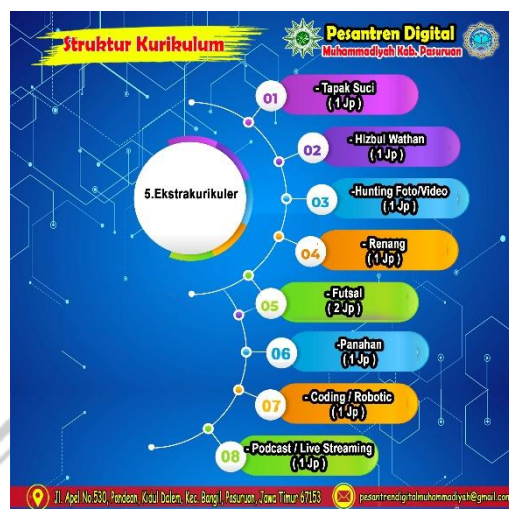 Struktur Kurikulum
Pesantren Digital
Muhammadiyah Kab. Pasuruan
5.Ekstrakurikuler
01
- Tapak Suci
( 1 Jp )
02
- Hizbul Wathan
( 1 Jp )
03
-Hunting Foto/Video
( 1 Jp )
04
- Renang
( 1 Jp )
05
- Futsal
( 2 Jp )
06
-Panahan
( 1 Jp )
07
- Coding / Robotic
( 1 Jp )
08
- Podcast / Live Streaming
( 1 Jp )
Jl. Apel No.530, Pandean, Kidul Dalem, Kec. Bangil, Pasuruan, Jawa Timur 67153
pesantrendigitalmuhammadiyah@gmail.com